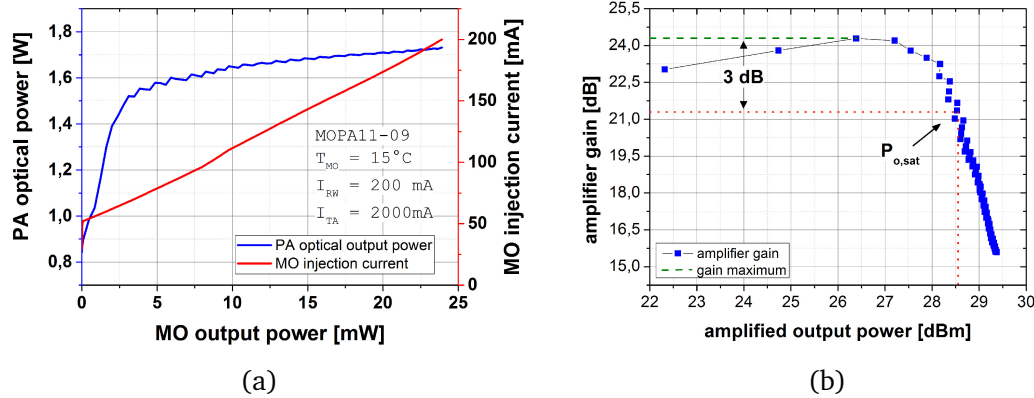 PA optical power [W]
1,8
1,6
1,4
1,2
1,0
0,8
0 5 10 15 20 25
MO output power [mW]
200
150
100
50
0
MO injection current [mA]
MOPA11-09
T_MO = 15°C
I_RW = 200 mA
I_TA = 2000mA
PA optical output power
MO injection current
(a)
amplifier gain [dB]
25,5
24,0
22,5
21,0
19,5
18,0
16,5
15,0
22 23 24 25 26 27 28 29 30
amplified output power [dBm]
3 dB
P_o,sat
amplifier gain
gain maximum
(b)